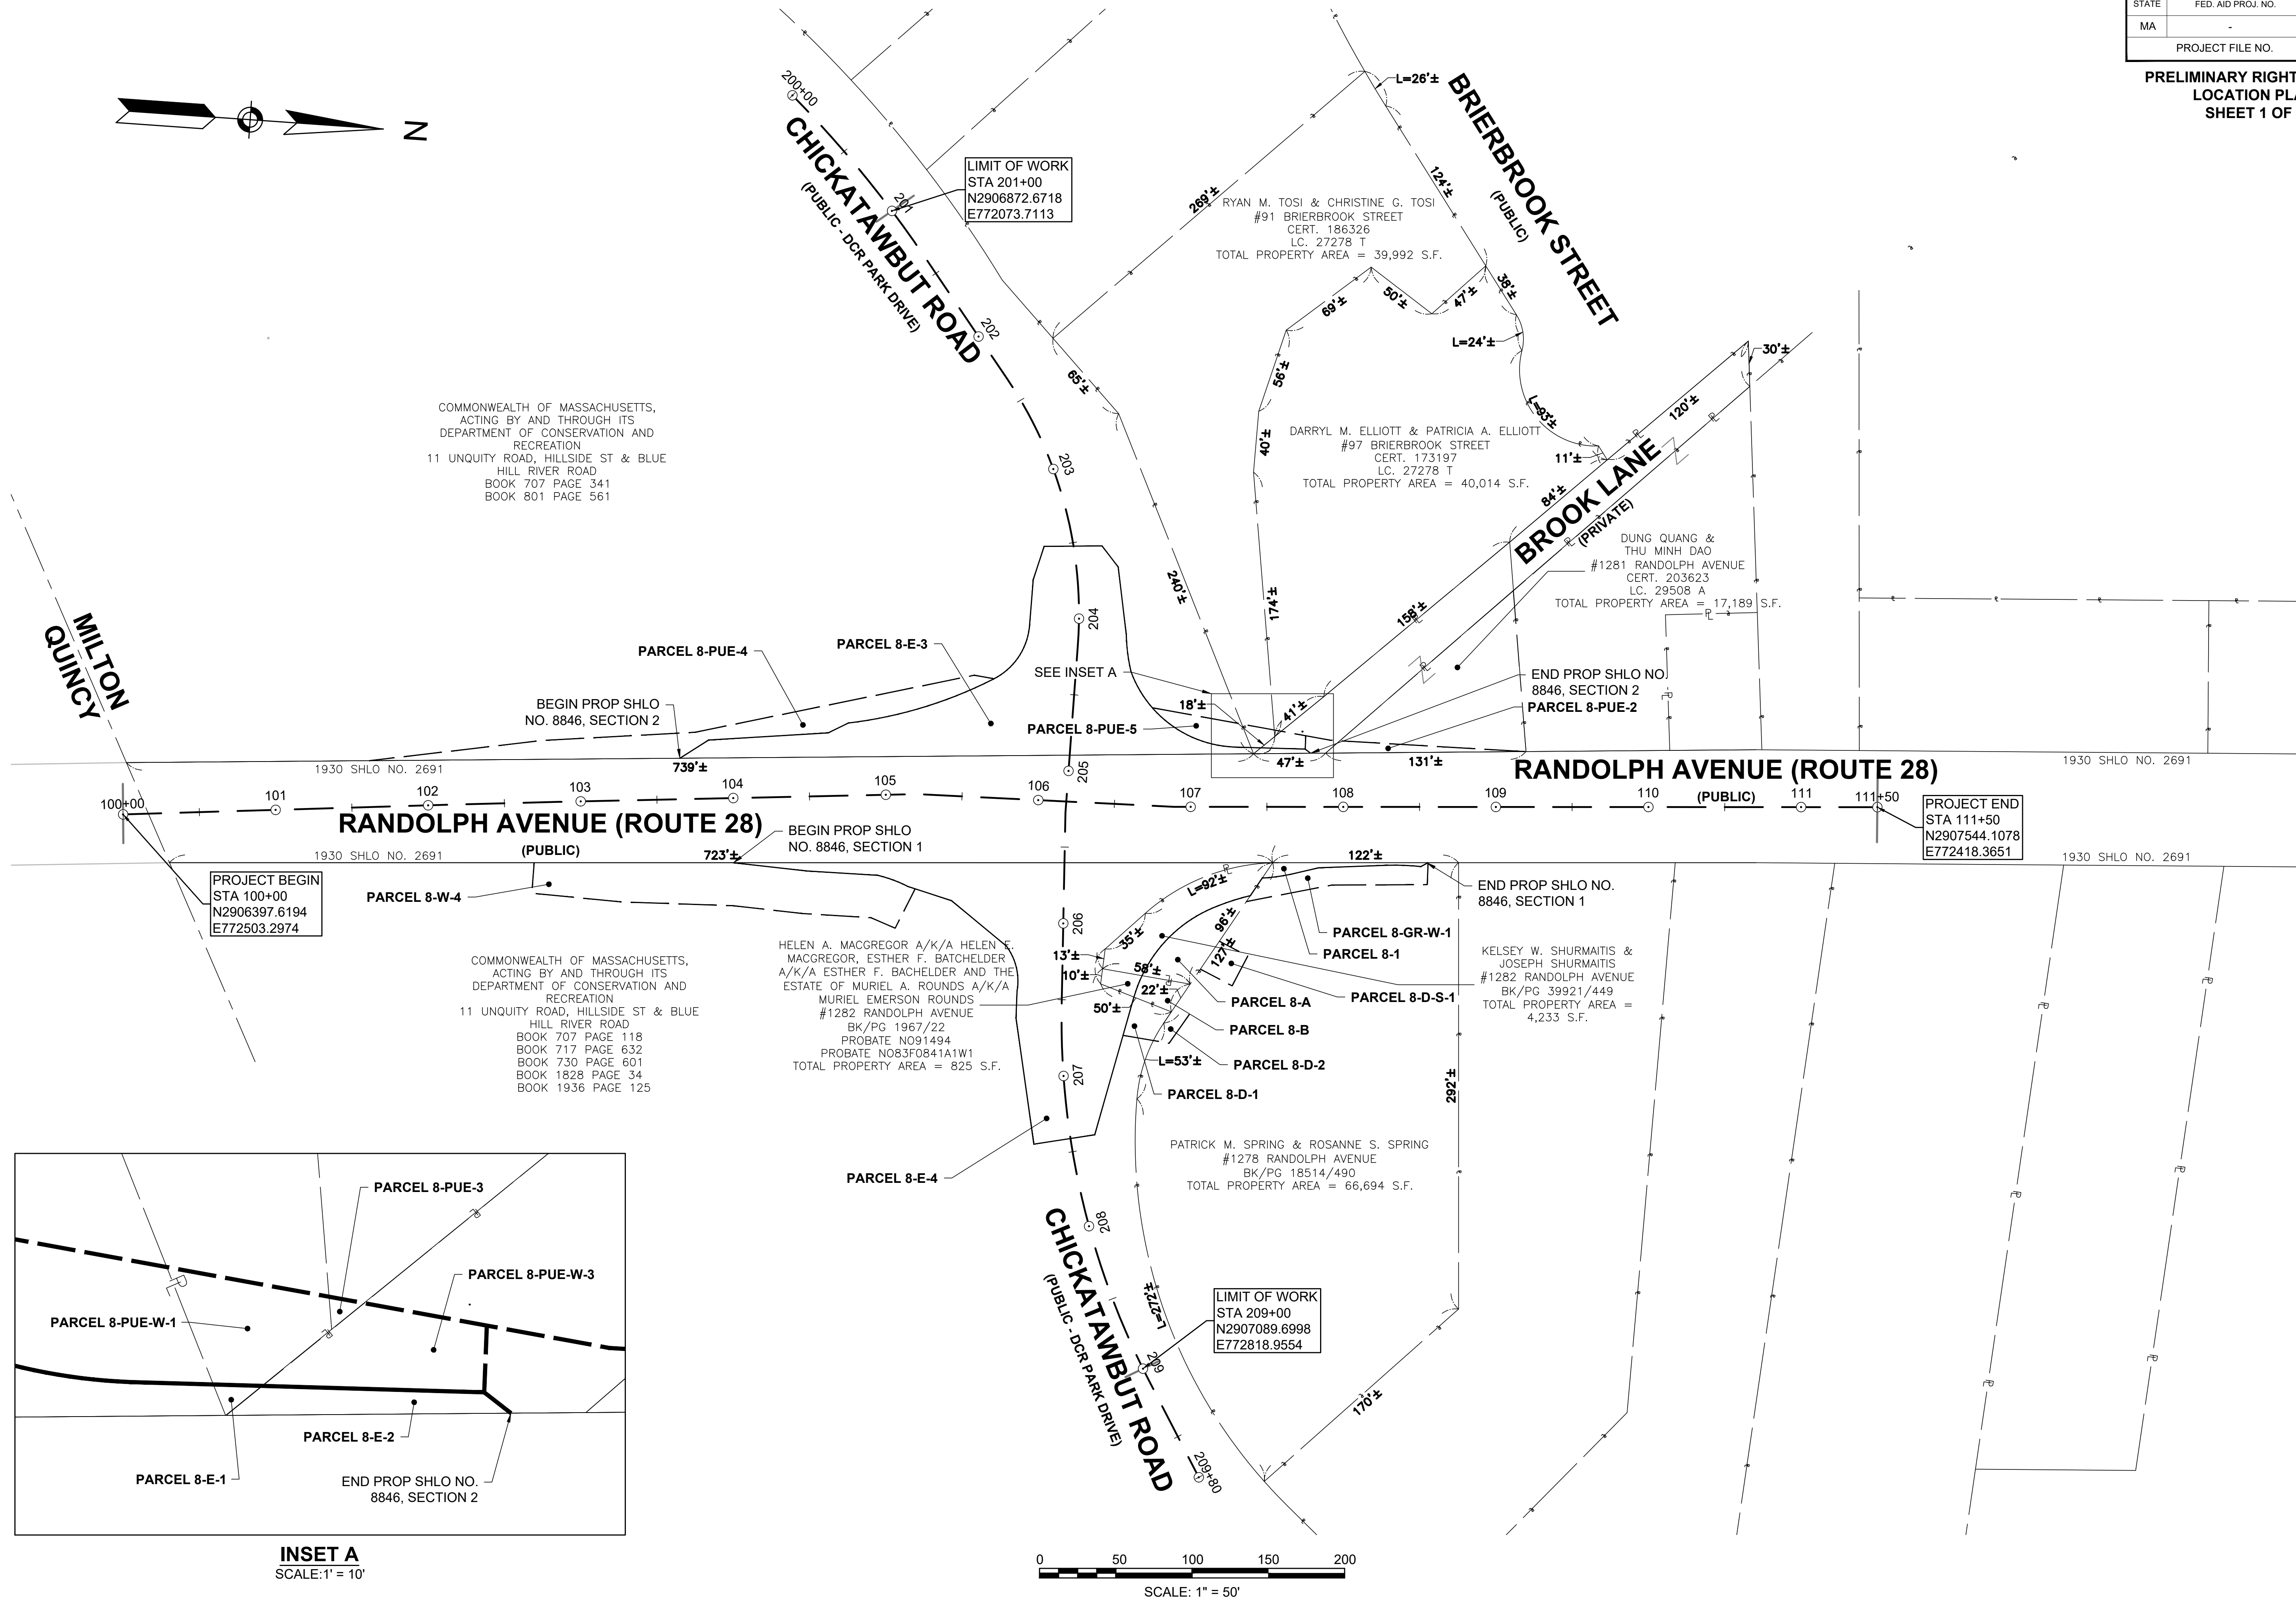 STATE
FED. AID PROJ. NO.
MA
-
PROJECT FILE NO.
PRELIMINARY RIGHT
SHEET 1 OF
N
200+00
CHICKATAWBUT ROAD
(PUBLIC - DCR PARK DRIVE)
201
202
203
204
205
206
207
208
209
209+80
LIMIT OF WORK
STA 201+00
N2906872.6718
E772073.7113
L=26'±
BRIERBROOK STREET
(PUBLIC)
124'±
269'±
RYAN M. TOSI & CHRISTINE G. TOSI
#91 BRIERBROOK STREET
CERT. 186326
LC. 27278 T
TOTAL PROPERTY AREA = 39,992 S.F.
69'±
50'±
47'±
38'±
L=24'±
56'±
40'±
65'±
L=93'±
11'±
30'±
120'±
84'±
DARRYL M. ELLIOTT & PATRICIA A. ELLIOTT
#97 BRIERBROOK STREET
CERT. 173197
LC. 27278 T
TOTAL PROPERTY AREA = 40,014 S.F.
BROOK LANE
(PRIVATE)
DUNG QUANG &
THU MINH DAO
#1281 RANDOLPH AVENUE
CERT. 203623
LC. 29508 A
TOTAL PROPERTY AREA = 17,189 S.F.
COMMONWEALTH OF MASSACHUSETTS,
ACTING BY AND THROUGH ITS
DEPARTMENT OF CONSERVATION AND
RECREATION
11 UNQUITY ROAD, HILLSIDE ST & BLUE
HILL RIVER ROAD
BOOK 707 PAGE 341
BOOK 801 PAGE 561
MILTON
QUINCY
240'±
174'±
158'±
PARCEL 8-PUE-4
PARCEL 8-E-3
SEE INSET A
BEGIN PROP SHLO
NO. 8846, SECTION 2
18'±
41'±
PARCEL 8-PUE-5
END PROP SHLO NO.
8846, SECTION 2
PARCEL 8-PUE-2
1930 SHLO NO. 2691
739'±
47'±
131'±
RANDOLPH AVENUE (ROUTE 28)
(PUBLIC)
1930 SHLO NO. 2691
100+00
101
102
103
104
105
106
107
108
109
110
111
111+50
PROJECT END
STA 111+50
N2907544.1078
E772418.3651
RANDOLPH AVENUE (ROUTE 28)
(PUBLIC)
1930 SHLO NO. 2691
723'±
BEGIN PROP SHLO
NO. 8846, SECTION 1
122'±
1930 SHLO NO. 2691
PROJECT BEGIN
STA 100+00
N2906397.6194
E772503.2974
PARCEL 8-W-4
L=92'±
35'±
96'±
127'±
13'±
10'±
58'±
22'±
50'±
L=53'±
END PROP SHLO NO.
8846, SECTION 1
PARCEL 8-GR-W-1
PARCEL 8-1
PARCEL 8-D-S-1
PARCEL 8-A
PARCEL 8-B
PARCEL 8-D-2
PARCEL 8-D-1
COMMONWEALTH OF MASSACHUSETTS,
ACTING BY AND THROUGH ITS
DEPARTMENT OF CONSERVATION AND
RECREATION
11 UNQUITY ROAD, HILLSIDE ST & BLUE
HILL RIVER ROAD
BOOK 707 PAGE 118
BOOK 717 PAGE 632
BOOK 730 PAGE 601
BOOK 1828 PAGE 34
BOOK 1936 PAGE 125
HELEN A. MACGREGOR A/K/A HELEN E.
MACGREGOR, ESTHER F. BATCHELDER
A/K/A ESTHER F. BACHELDER AND THE
ESTATE OF MURIEL A. ROUNDS A/K/A
MURIEL EMERSON ROUNDS
#1282 RANDOLPH AVENUE
BK/PG 1967/22
PROBATE NO91494
PROBATE NO83F0841A1W1
TOTAL PROPERTY AREA = 825 S.F.
KELSEY W. SHURMAITIS &
JOSEPH SHURMAITIS
#1282 RANDOLPH AVENUE
BK/PG 39921/449
TOTAL PROPERTY AREA =
4,233 S.F.
292'±
PATRICK M. SPRING & ROSANNE S. SPRING
#1278 RANDOLPH AVENUE
BK/PG 18514/490
TOTAL PROPERTY AREA = 66,694 S.F.
PARCEL 8-E-4
CHICKATAWBUT ROAD
(PUBLIC - DCR PARK DRIVE)
L=272'±
170'±
LIMIT OF WORK
STA 209+00
N2907089.6998
E772818.9554
PARCEL 8-PUE-3
PARCEL 8-PUE-W-3
PARCEL 8-PUE-W-1
PARCEL 8-E-2
PARCEL 8-E-1
END PROP SHLO NO.
8846, SECTION 2
INSET A
SCALE:1' = 10'
0 50 100 150 200
SCALE: 1" = 50'